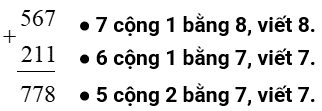 567 ● 7 cộng 1 bằng 8, viết 8.
+
211 ● 6 cộng 1 bằng 7, viết 7.
778 ● 5 cộng 2 bằng 7, viết 7.